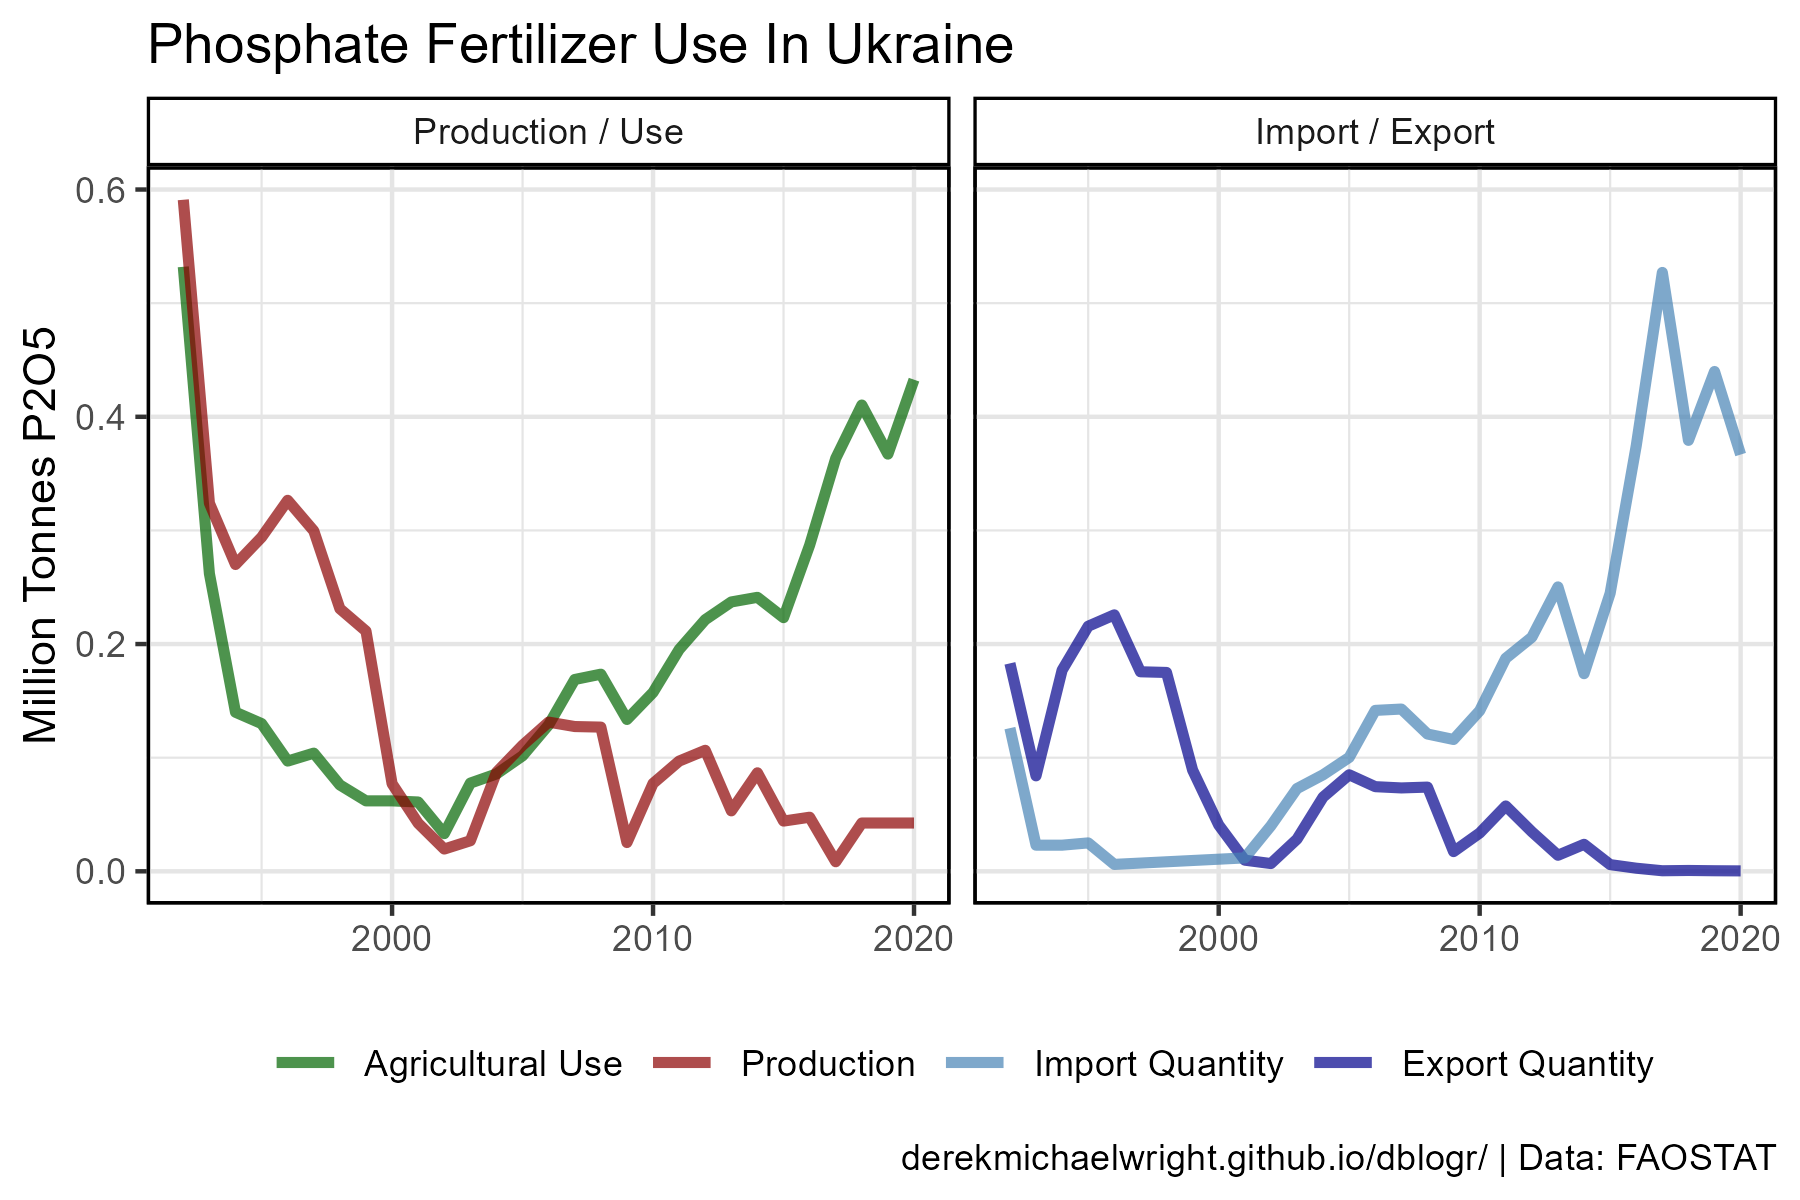 Phosphate Fertilizer Use In Ukraine
Production / Use
Import / Export
Million Tonnes P2O5
0.6
0.4
0.2
0.0
2000 2010 2020
2000 2010 2020
Agricultural Use Production Import Quantity Export Quantity
derekmichaelwright.github.io/dblogr/ | Data: FAOSTAT